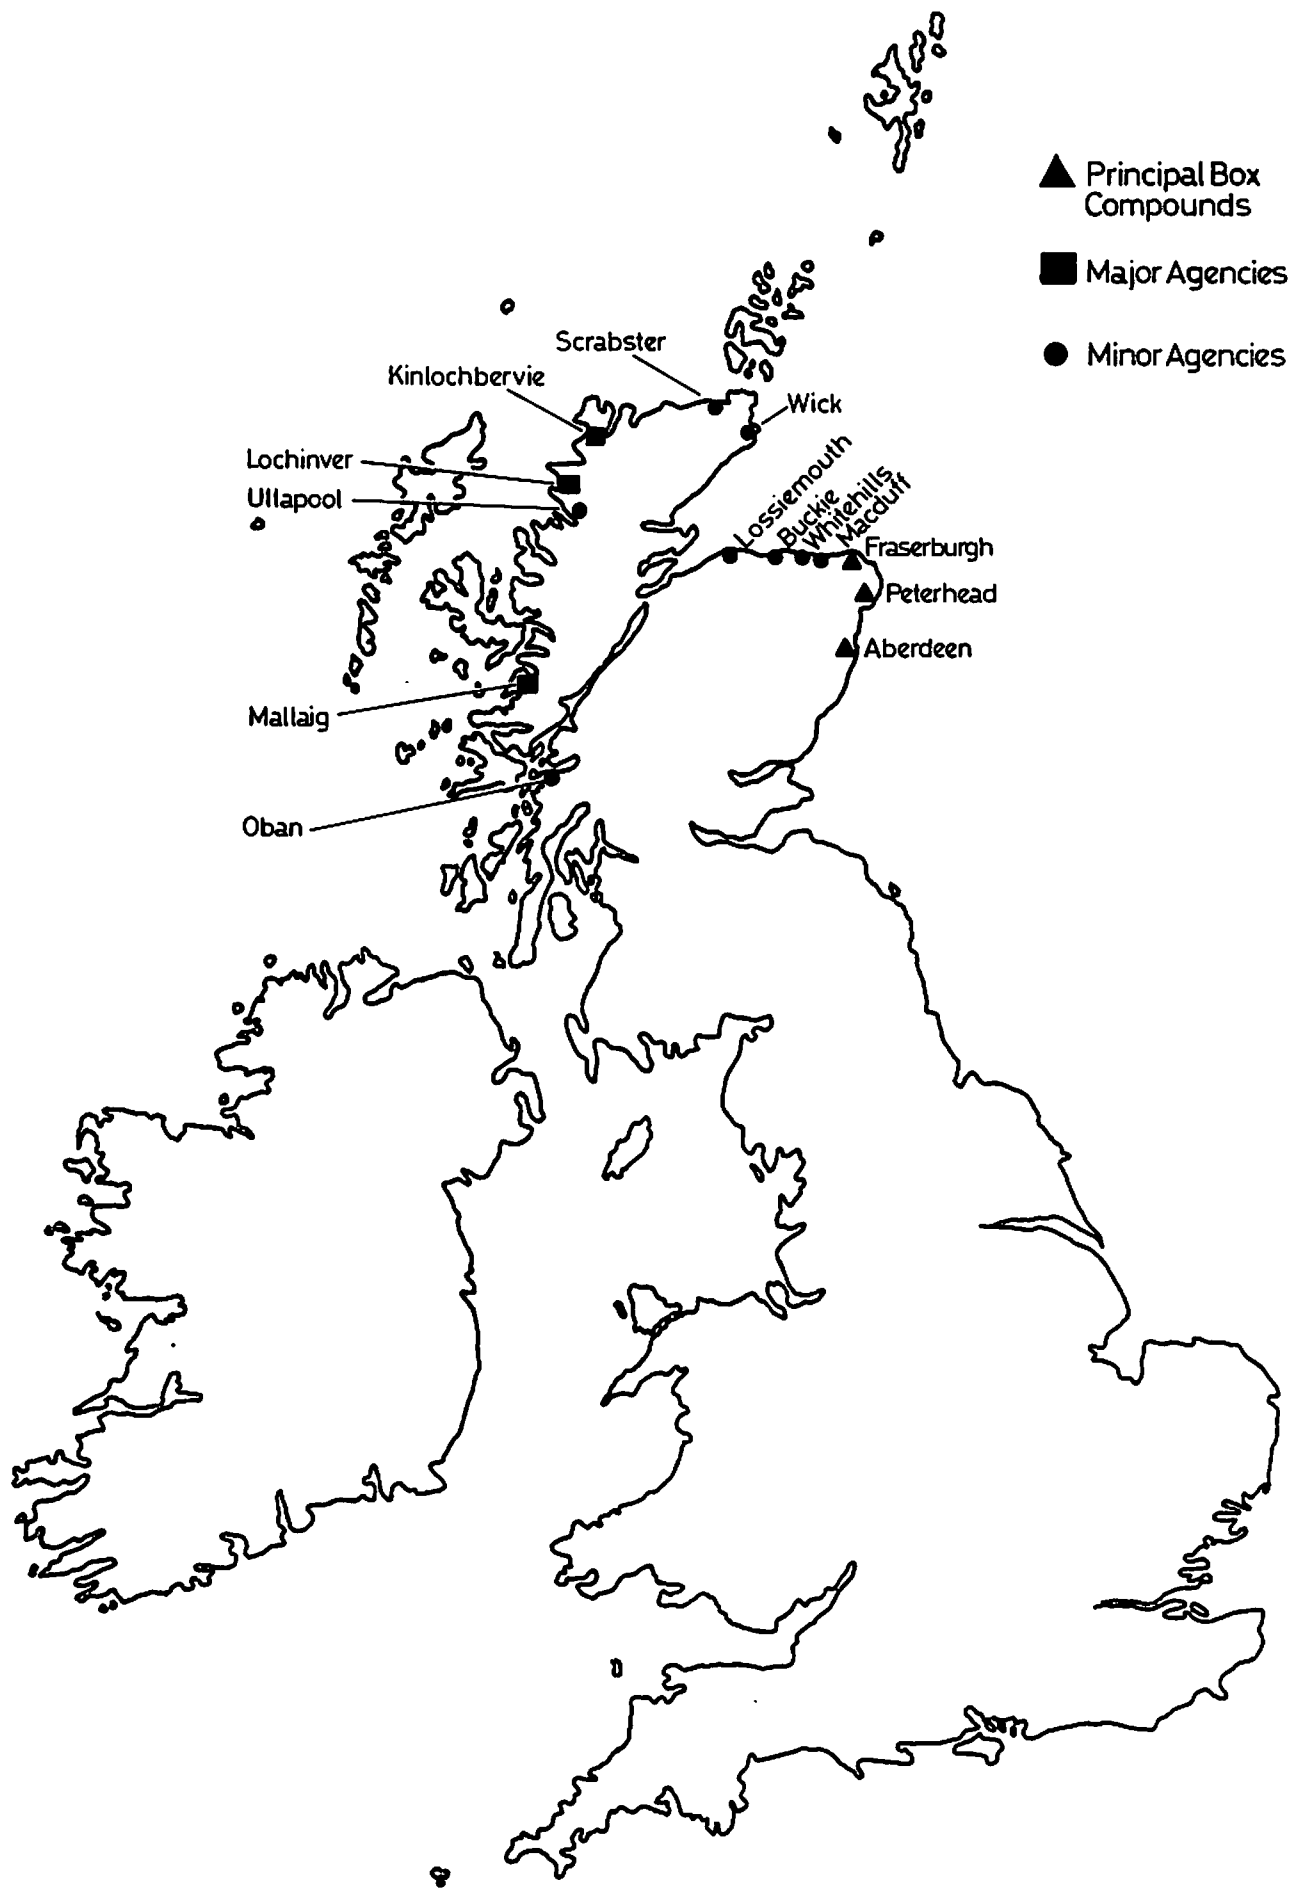 Principal Box
Compounds
Major Agencies
Minor Agencies
Scrabster
Kinlochbervie
Wick
Lochinver
Ullapool
Lossiemouth
Buckie
Whitehills
Macduff
Fraserburgh
Peterhead
Aberdeen
Mallaig
Oban